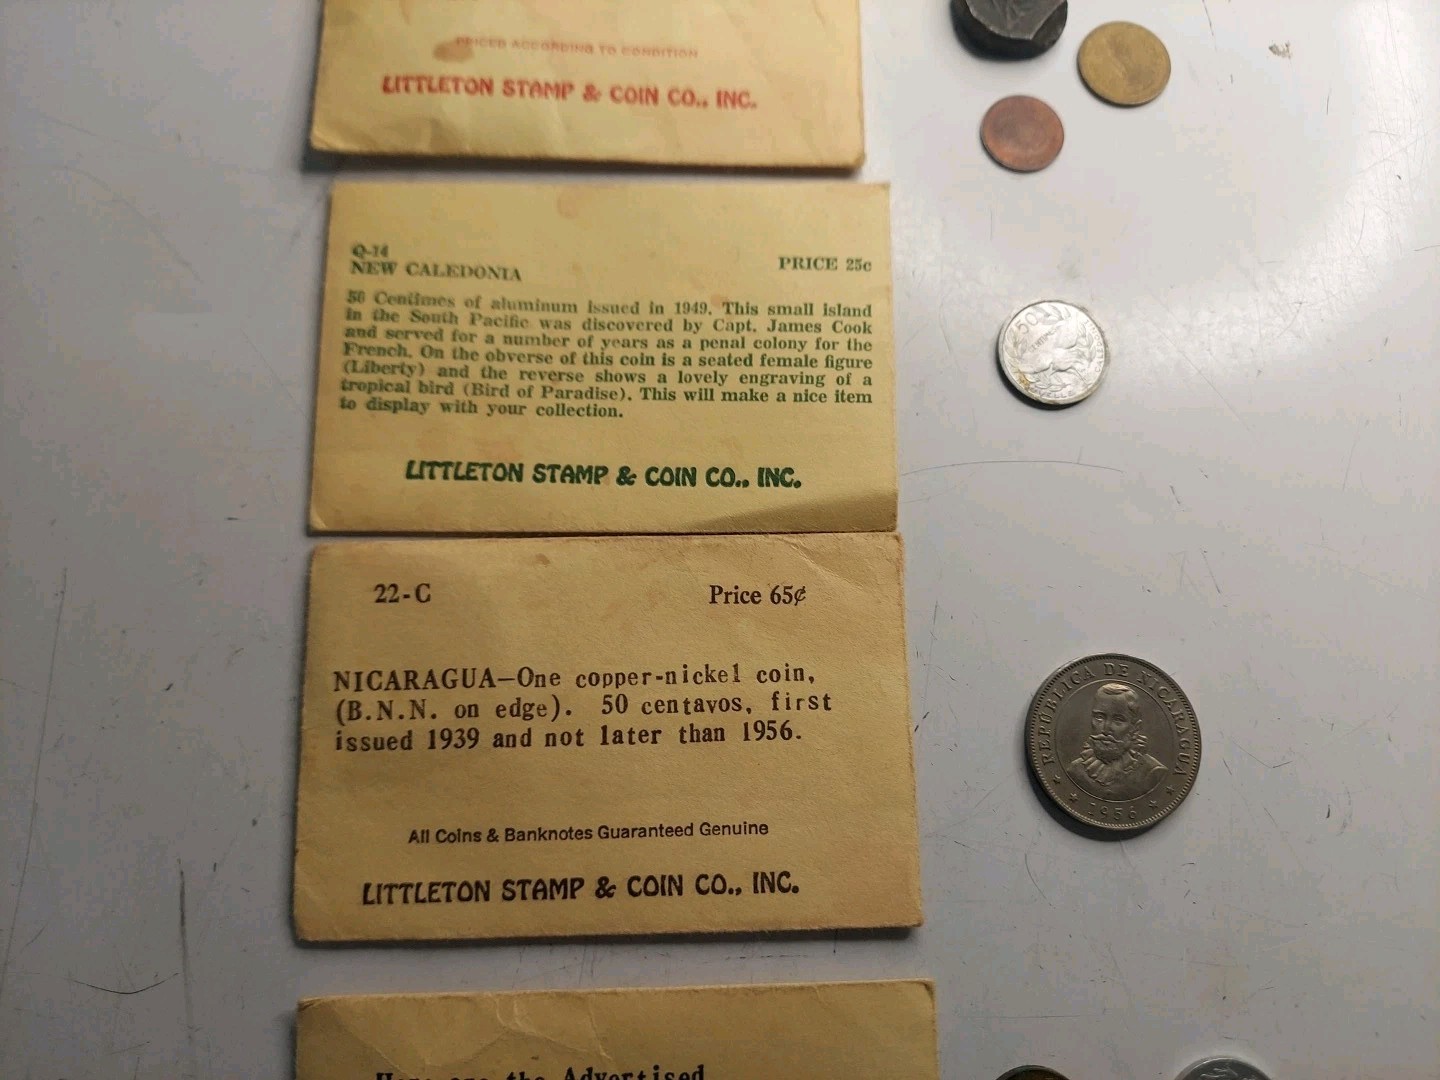 PRICED ACCORDING TO CONDITION
LITTLETON STAMP & COIN CO., INC.
Q-14
NEW CALEDONIA
PRICE 25c
50 Centimes of aluminum issued in 1949. This small island
in the South Pacific was discovered by Capt. James Cook
and served for a number of years as a penal colony for the
French. On the obverse of this coin is a seated female figure
(Liberty) and the reverse shows a lovely engraving of a
tropical bird (Bird of Paradise). This will make a nice item
to display with your collection.
LITTLETON STAMP & COIN CO., INC.
50
22-C
Price 65¢
NICARAGUA—One copper-nickel coin,
(B.N.N. on edge). 50 centavos, first
issued 1939 and not later than 1956.
All Coins & Banknotes Guaranteed Genuine
LITTLETON STAMP & COIN CO., INC.
REPÚBLICA DE NICARAGUA
1956
Here are the Advertised